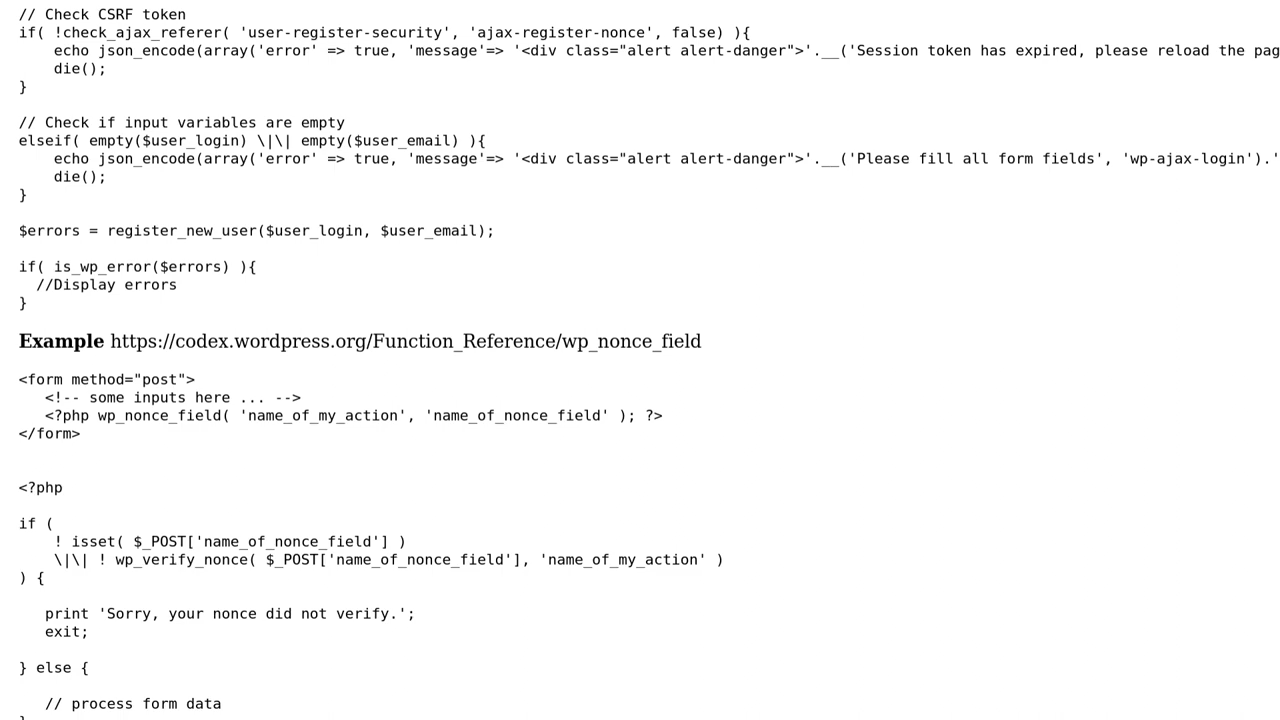 // Check CSRF token
if( !check_ajax_referer( 'user-register-security', 'ajax-register-nonce', false) ){
    echo json_encode(array('error' => true, 'message'=> '<div class="alert alert-danger">'.__('Session token has expired, please reload the pag
    die();
}

// Check if input variables are empty
elseif( empty($user_login) \|\| empty($user_email) ){
    echo json_encode(array('error' => true, 'message'=> '<div class="alert alert-danger">'.__('Please fill all form fields', 'wp-ajax-login').'
    die();
}

$errors = register_new_user($user_login, $user_email);

if( is_wp_error($errors) ){
  //Display errors
}

Example https://codex.wordpress.org/Function_Reference/wp_nonce_field

<form method="post">
   <!-- some inputs here ... -->
   <?php wp_nonce_field( 'name_of_my_action', 'name_of_nonce_field' ); ?>
</form>


<?php

if (
    ! isset( $_POST['name_of_nonce_field'] )
    \|\| ! wp_verify_nonce( $_POST['name_of_nonce_field'], 'name_of_my_action' )
) {

   print 'Sorry, your nonce did not verify.';
   exit;

} else {

   // process form data